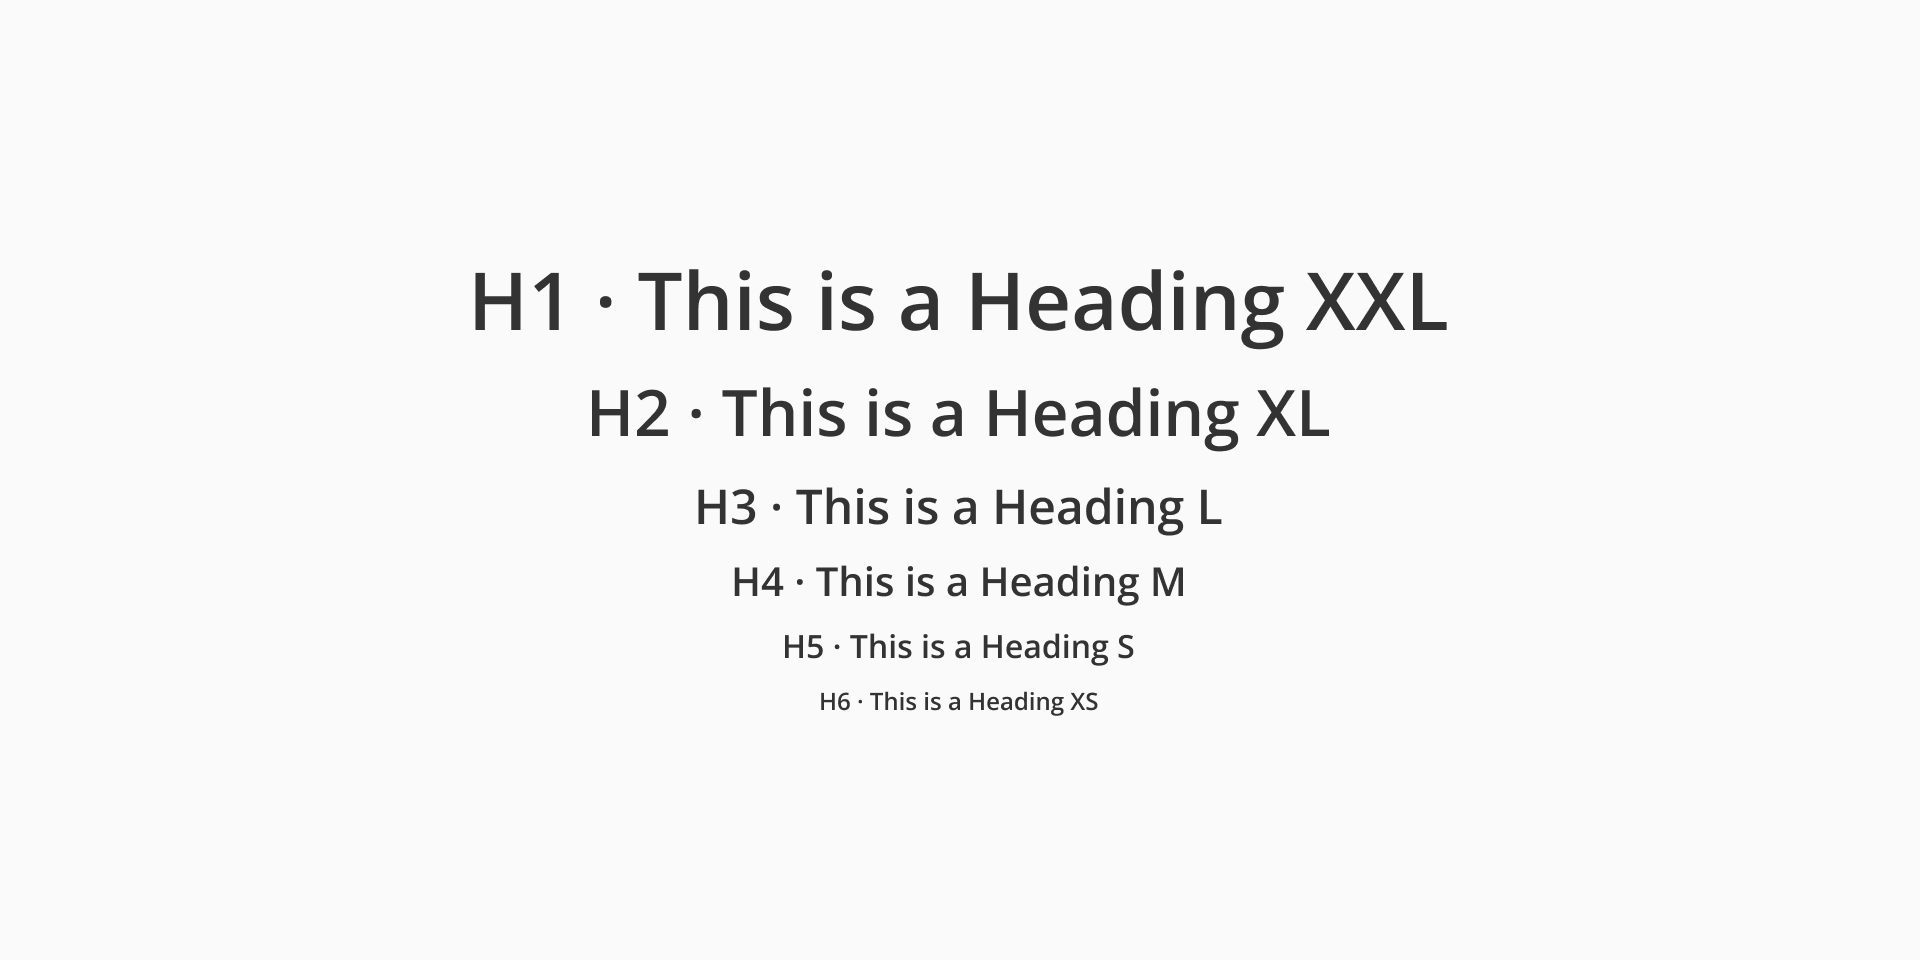 H1 · This is a Heading XXL
H2 · This is a Heading XL
H3 · This is a Heading L
H4 · This is a Heading M
H5 · This is a Heading S
H6 · This is a Heading XS